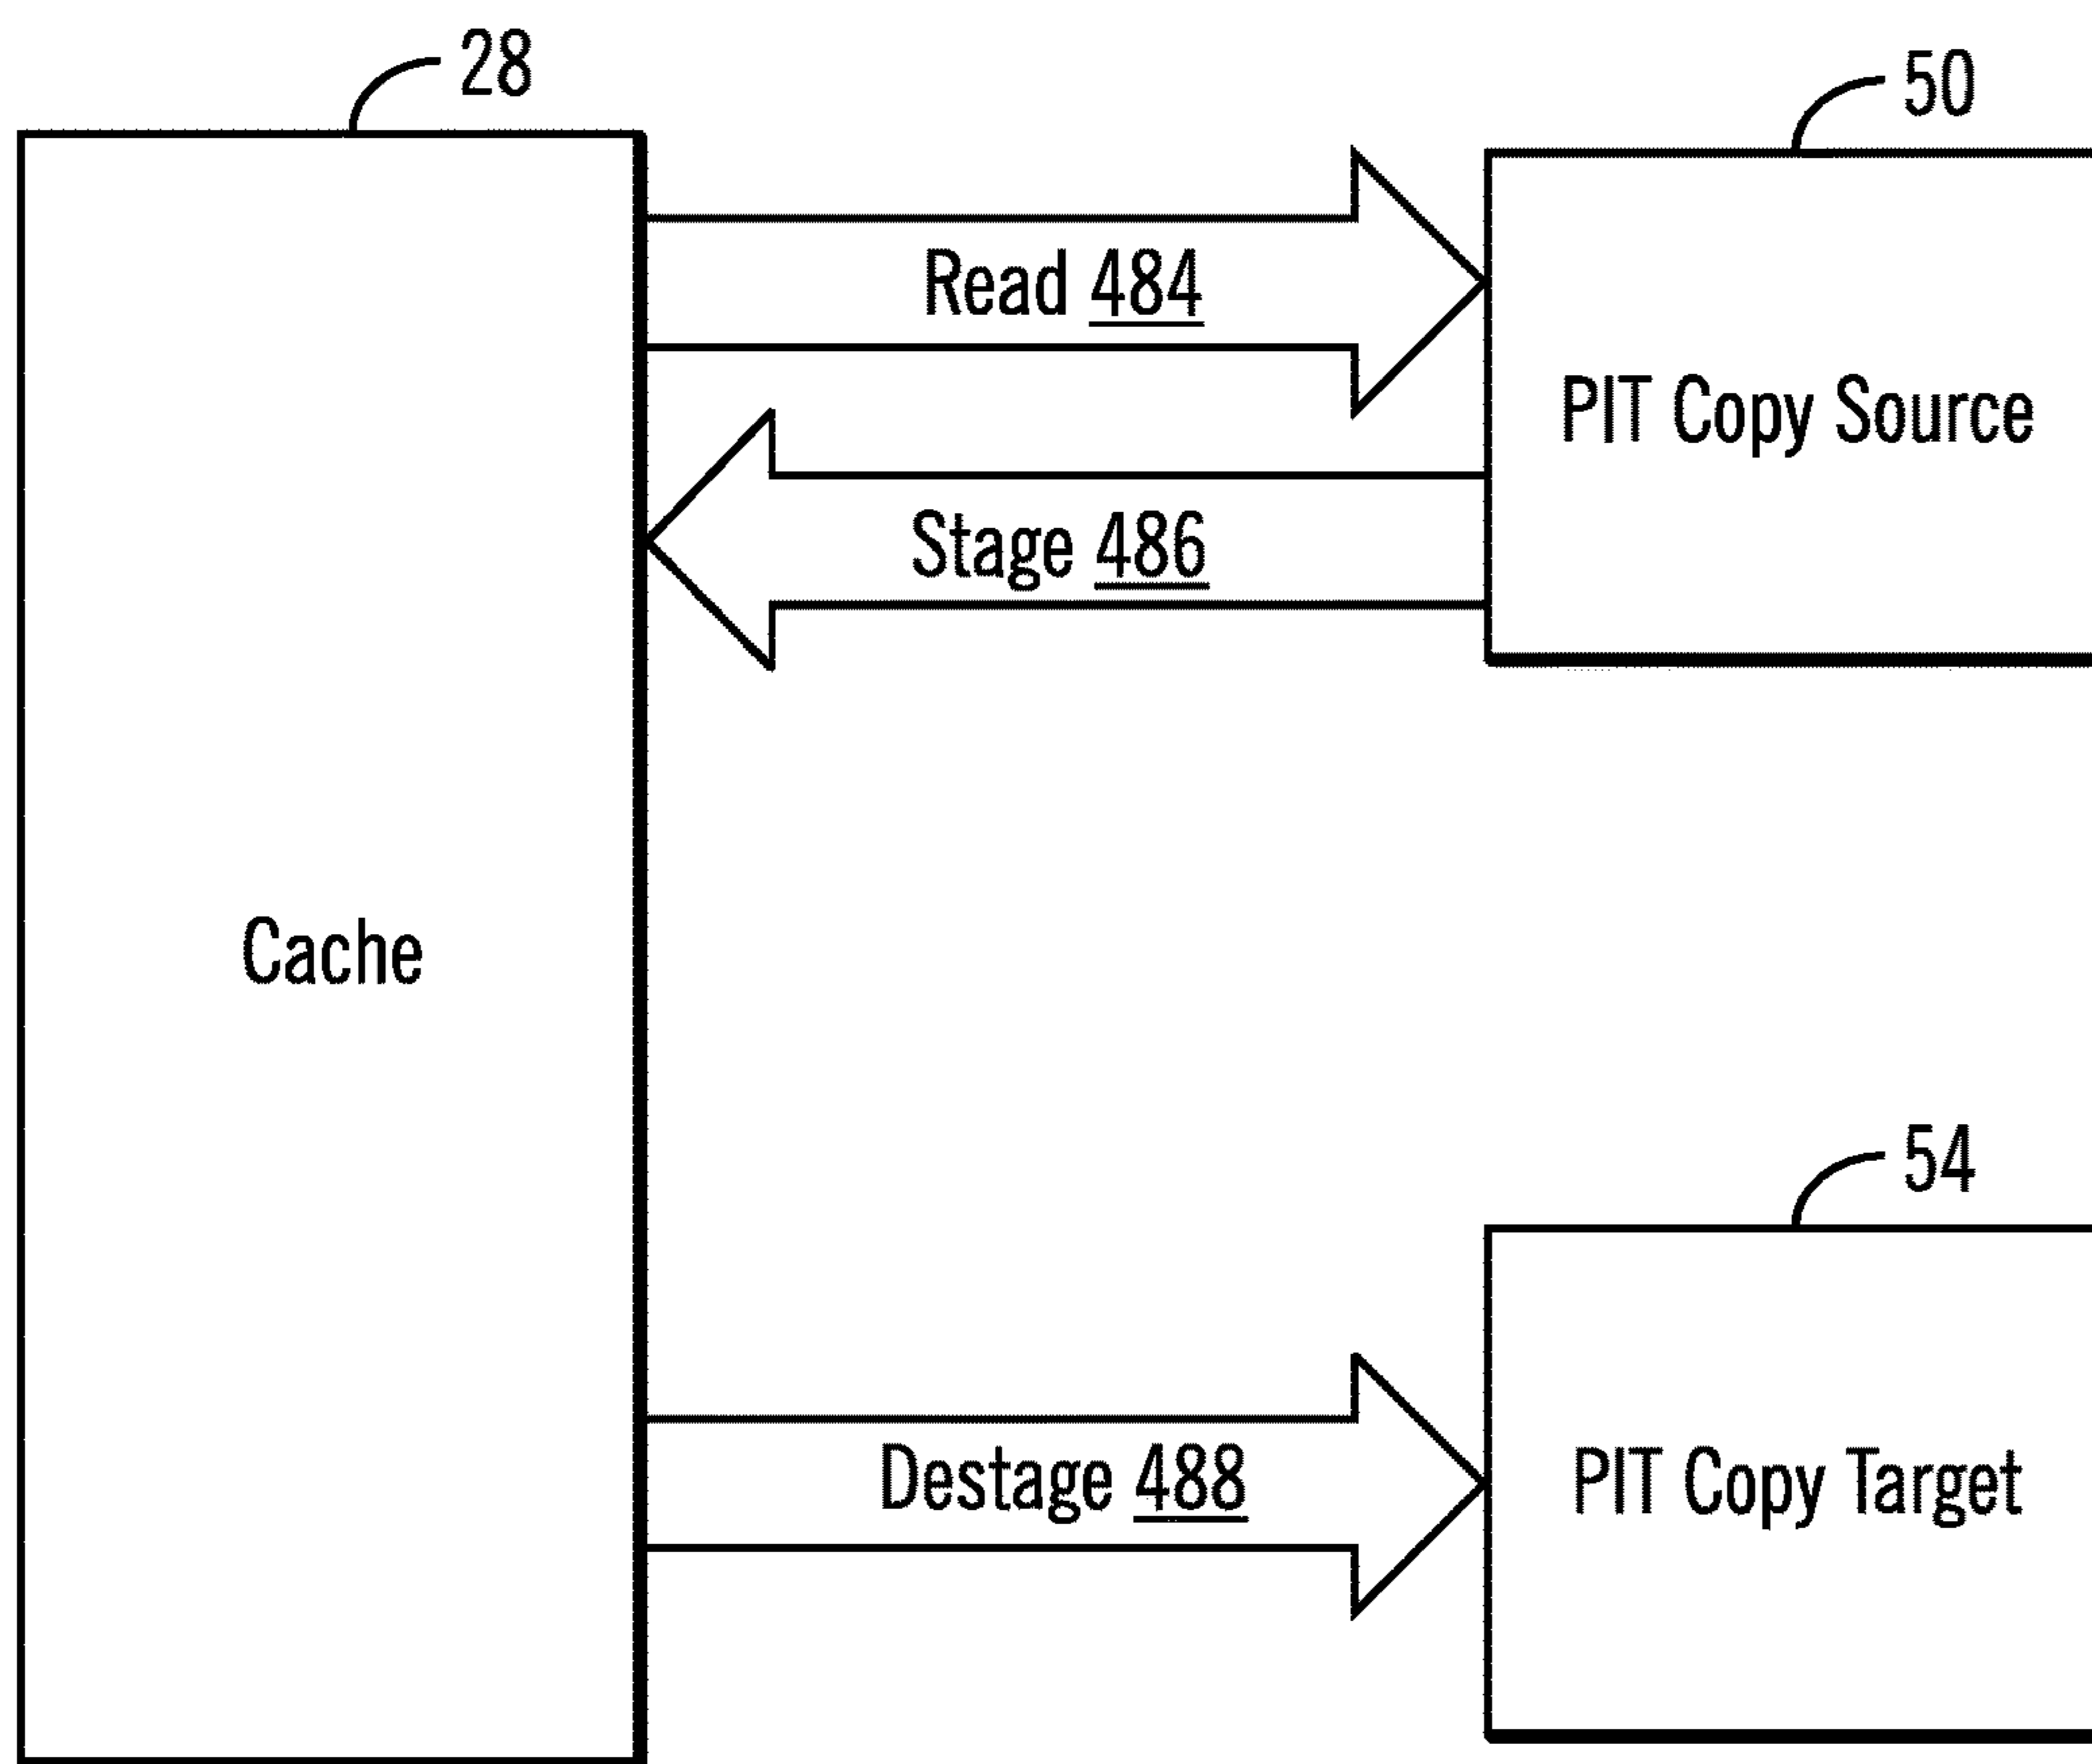 28
50
Read 484
PIT Copy Source
Stage 486
Cache
54
Destage 488
PIT Copy Target